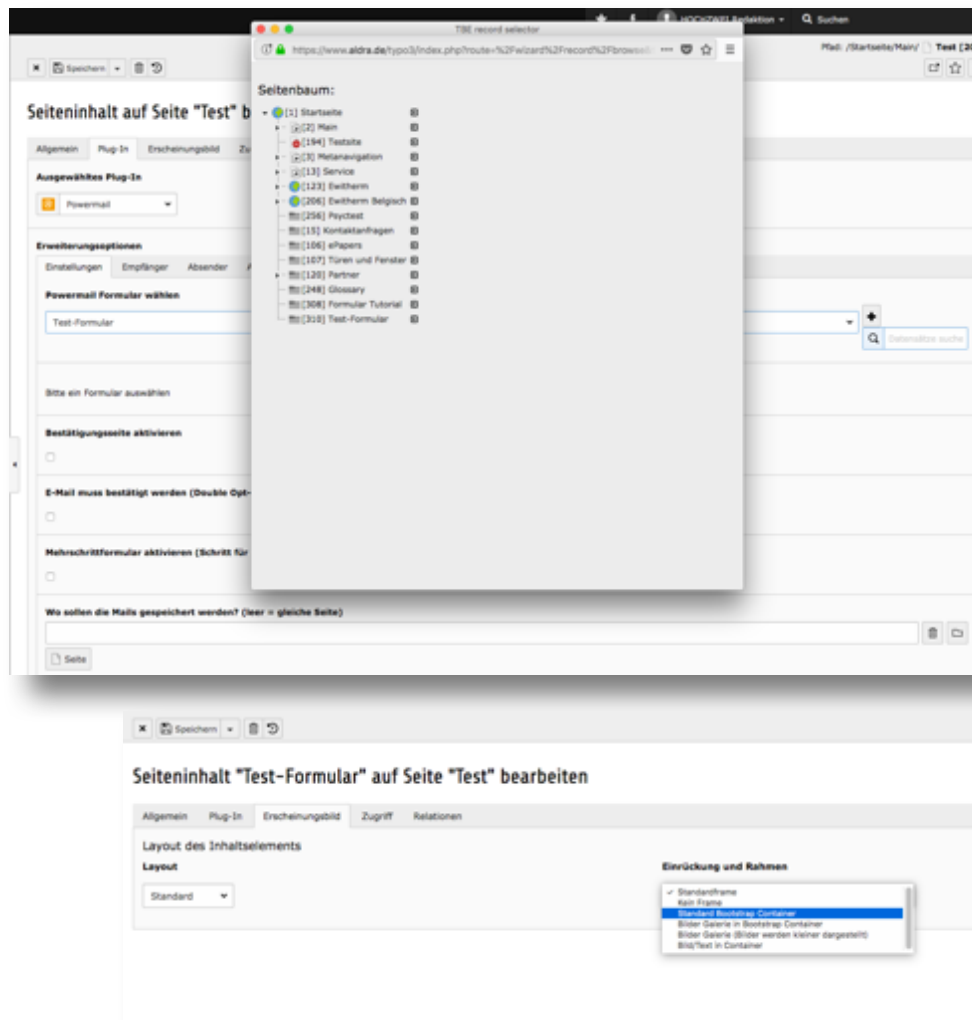 HOCHZWEI Redaktion
Suchen
TBE record selector
https://www.aldra.de/typo3/index.php?route=%2Fwizard%2Frecord%2Fbrowse
Pfad: /Startseite/Main/ Test [20
Speichern
Seitenbaum:
Seiteninhalt auf Seite "Test" b
[1] Startseite
[2] Main
[194] Testsite
[3] Metanavigation
[13] Service
[123] Ewitherm
[206] Ewitherm Belgisch
[256] Psyctest
[15] Kontaktanfragen
[106] ePapers
[107] Türen und Fenster
[120] Partner
[248] Glossary
[308] Formular Tutorial
[310] Test-Formular
Allgemein Plug-In Erscheinungsbild Zu
Ausgewähltes Plug-In
Powermail
Erweiterungsoptionen
Einstellungen Empfänger Absender A
Powermail Formular wählen
Test-Formular
Datensätze suche
Bitte ein Formular auswählen
Bestätigungsseite aktivieren
E-Mail muss bestätigt werden (Double Opt-
Mehrschrittformular aktivieren (Schritt für
Wo sollen die Mails gespeichert werden? (leer = gleiche Seite)
Seite
Speichern
Seiteninhalt "Test-Formular" auf Seite "Test" bearbeiten
Allgemein Plug-In Erscheinungsbild Zugriff Relationen
Layout des Inhaltselements
Layout Einrückung und Rahmen
Standard
Standardframe
Kein Frame
Standard Bootstrap Container
Bilder Galerie in Bootstrap Container
Bilder Galerie (Bilder werden kleiner dargestellt)
Bild/Text in Container